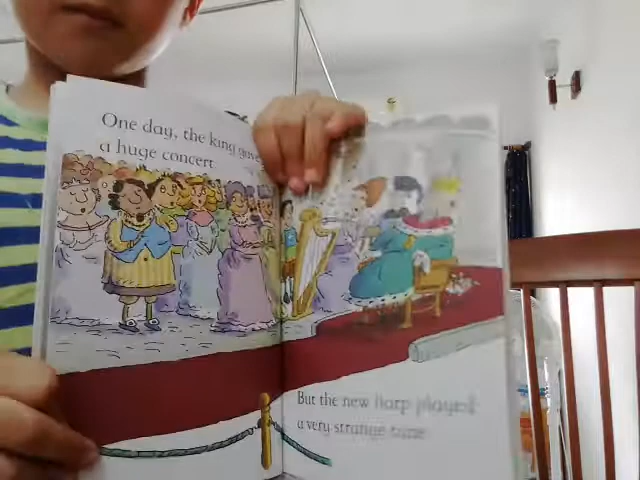 One day, the king gave
a huge concert.
But the new harp played
a very strange tune.